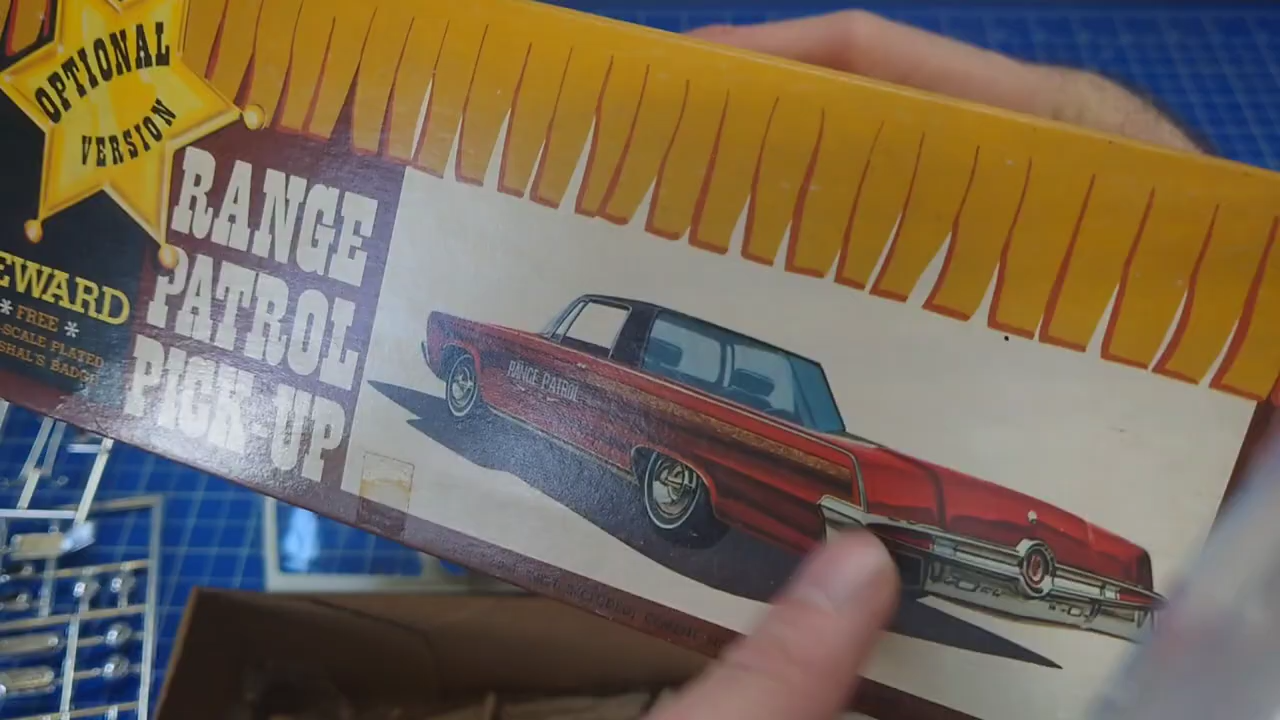 OPTIONAL
VERSION
RANGE
PATROL
PICK-UP
EWARD
* FREE *
-SCALE PLATED
SHAL'S BADGE
RANGE PATROL